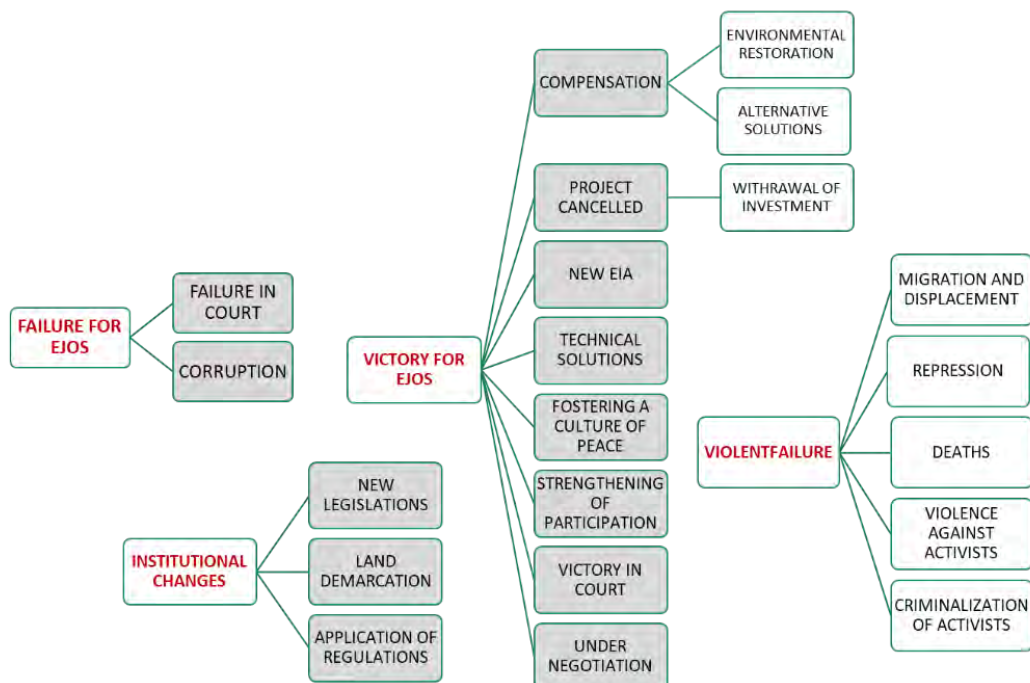 FAILURE FOR
EJOS
FAILURE IN
COURT
CORRUPTION
INSTITUTIONAL
CHANGES
NEW
LEGISLATIONS
LAND
DEMARCATION
APPLICATION OF
REGULATIONS
VICTORY FOR
EJOS
COMPENSATION
ENVIRONMENTAL
RESTORATION
ALTERNATIVE
SOLUTIONS
PROJECT
CANCELLED
WITHRAWAL OF
INVESTMENT
NEW EIA
TECHNICAL
SOLUTIONS
FOSTERING A
CULTURE OF
PEACE
STRENGTHENING
OF
PARTICIPATION
VICTORY IN
COURT
UNDER
NEGOTIATION
VIOLENTFAILURE
MIGRATION AND
DISPLACEMENT
REPRESSION
DEATHS
VIOLENCE
AGAINST
ACTIVISTS
CRIMINALIZATION
OF ACTIVISTS